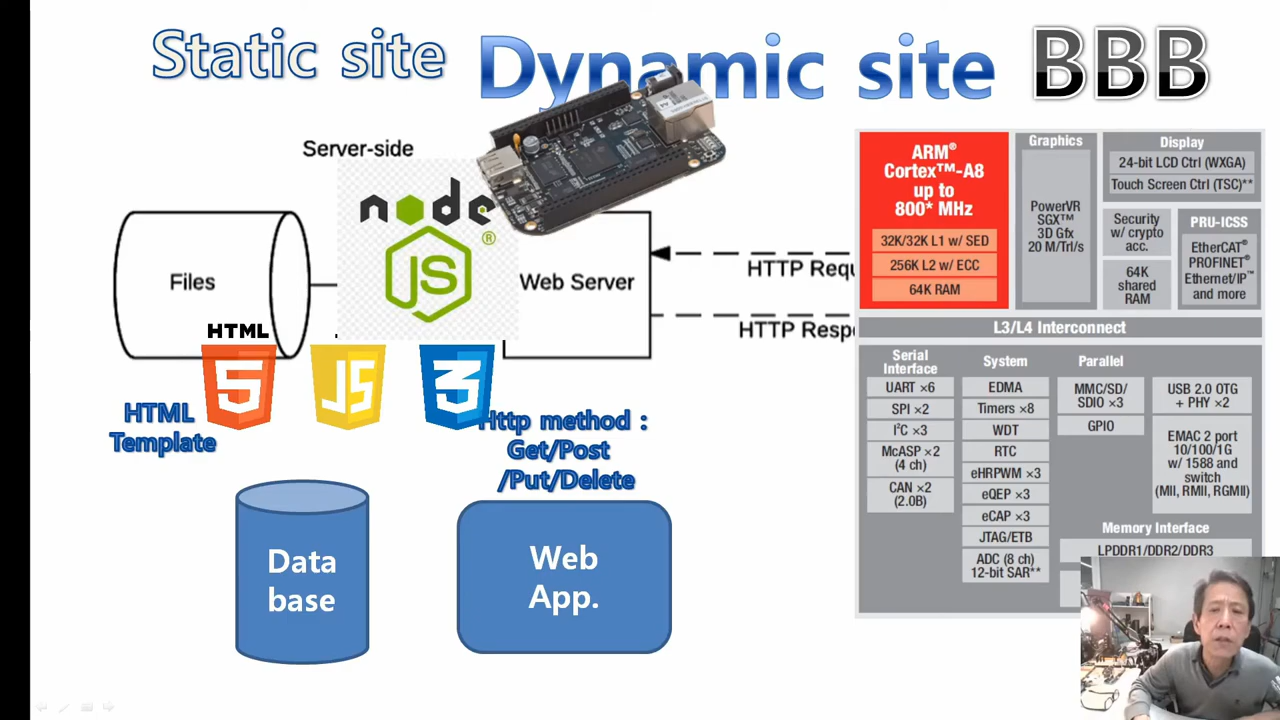 Static site
Dynamic site
BBB
Server-side
node
JS
®
Files
Web Server
HTTP Requ
HTTP Resp
HTML
5
JS
3
HTML
Template
Http method :
Get/Post
/Put/Delete
Data
base
Web
App.
ARM®
Cortex™-A8
up to
800* MHz
32K/32K L1 w/ SED
256K L2 w/ ECC
64K RAM
Graphics
PowerVR
SGX™
3D Gfx
20 M/Tri/s
Display
24-bit LCD Ctrl (WXGA)
Touch Screen Ctrl (TSC)**
Security
w/ crypto
acc.
64K
shared
RAM
PRU-ICSS
EtherCAT®
PROFINET®
Ethernet/IP™
and more
L3/L4 Interconnect
Serial
Interface
UART ×6
SPI ×2
I²C ×3
McASP ×2
(4 ch)
CAN ×2
(2.0B)
System
EDMA
Timers ×8
WDT
RTC
eHRPWM ×3
eQEP ×3
eCAP ×3
JTAG/ETB
ADC (8 ch)
12-bit SAR**
Parallel
MMC/SD/
SDIO ×3
GPIO
USB 2.0 OTG
+ PHY ×2
EMAC 2 port
10/100/1G
w/ 1588 and
switch
(MII, RMII, RGMII)
Memory Interface
LPDDR1/DDR2/DDR3